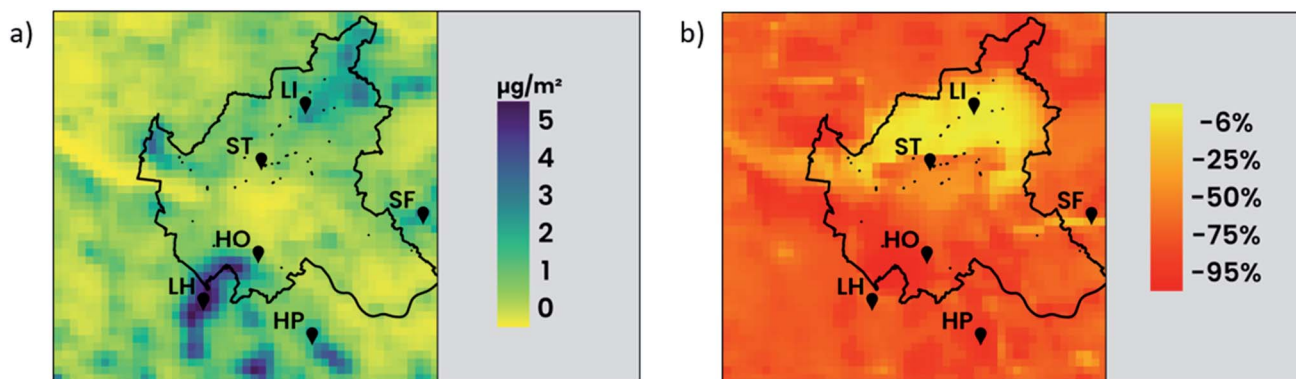 a)
LI
ST
SF
.HO
LH
HP
µg/m²
5
4
3
2
1
0
b)
LI
ST
SF
.HO
LH
HP
-6%
-25%
-50%
-75%
-95%